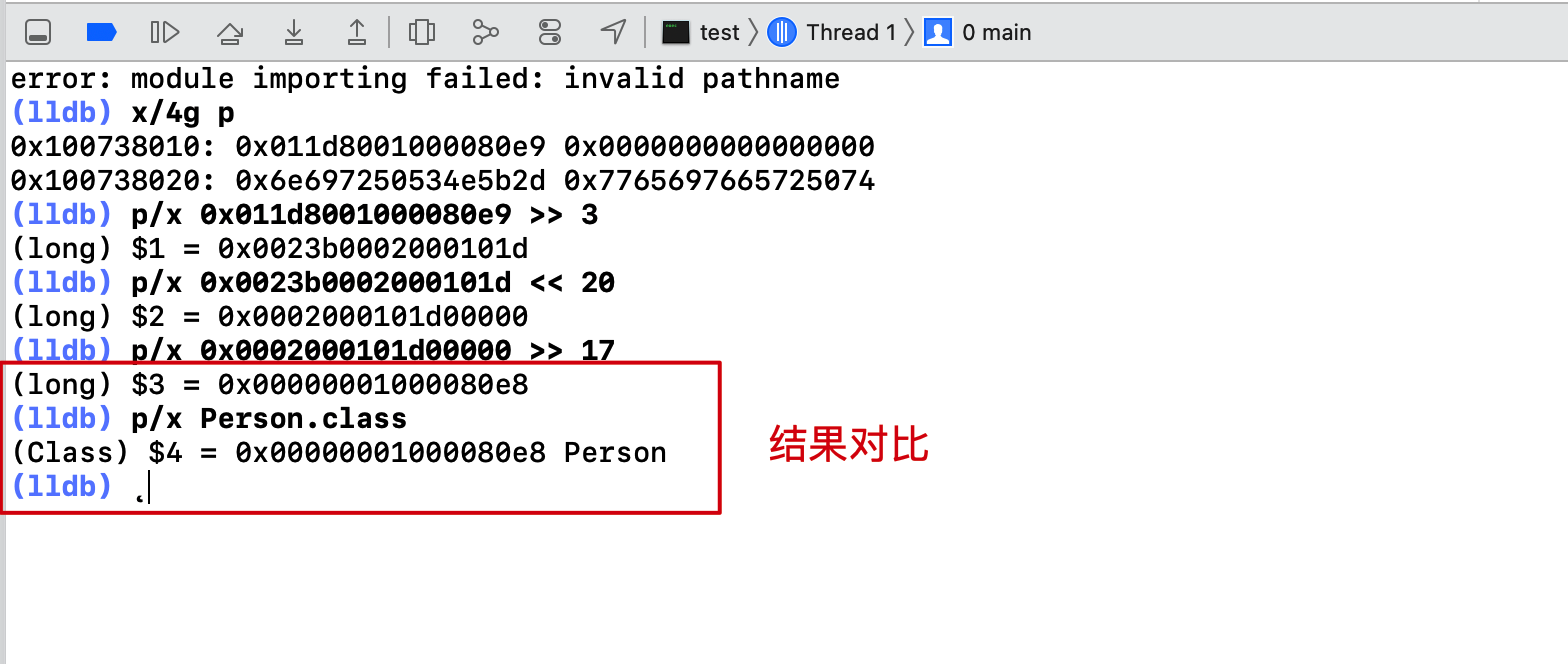 test Thread 1 0 main
error: module importing failed: invalid pathname
(lldb) x/4g p
0x100738010: 0x011d8001000080e9 0x0000000000000000
0x100738020: 0x6e697250534e5b2d 0x7765697665725074
(lldb) p/x 0x011d8001000080e9 >> 3
(long) $1 = 0x0023b0002000101d
(lldb) p/x 0x0023b0002000101d << 20
(long) $2 = 0x0002000101d00000
(lldb) p/x 0x0002000101d00000 >> 17
(long) $3 = 0x00000001000080e8
(lldb) p/x Person.class
(Class) $4 = 0x00000001000080e8 Person
结果对比
(lldb)